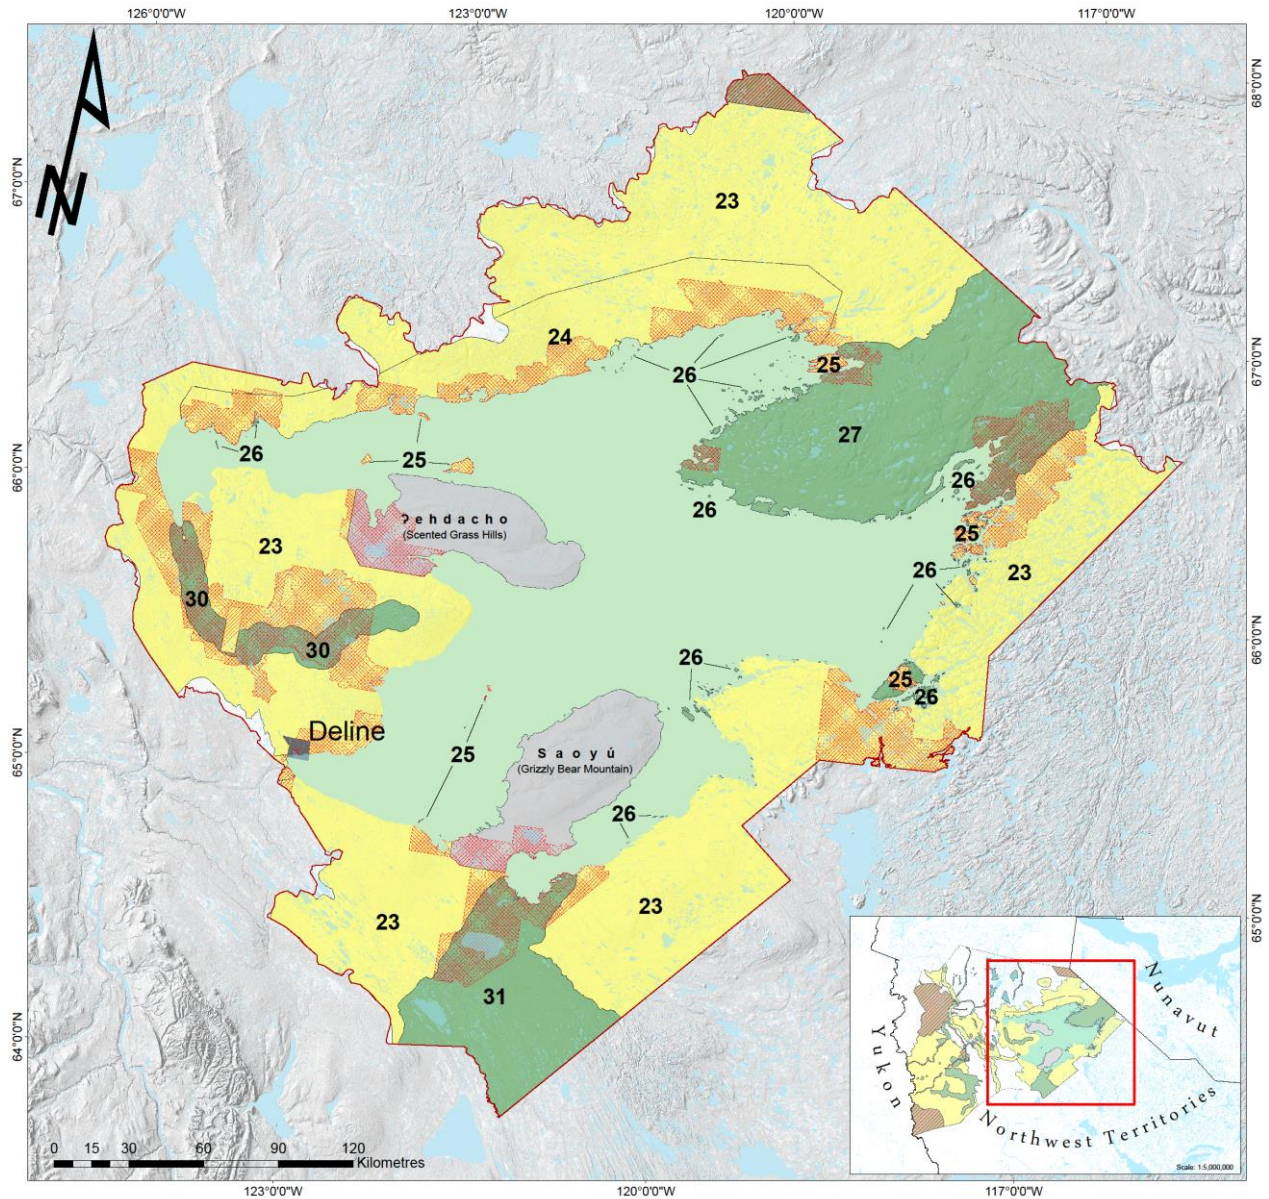 126°0'0"W 123°0'0"W 120°0'0"W 117°0'0"W
68°0'0"N
67°0'0"N
23
24
26
25
67°0'0"N
27
26
25
66°0'0"N
26
ʔehdacho
(Scented Grass Hills)
26
25
23
26
23
30
30
66°0'0"N
26
25
26
Deline
65°0'0"N
25
Saoyú
(Grizzly Bear Mountain)
26
23
23
65°0'0"N
31
64°0'0"N
N
Nunavut
Yukon
Northwest Territories
Scale: 1:5,000,000
0 15 30 60 90 120
Kilometres
123°0'0"W 120°0'0"W 117°0'0"W